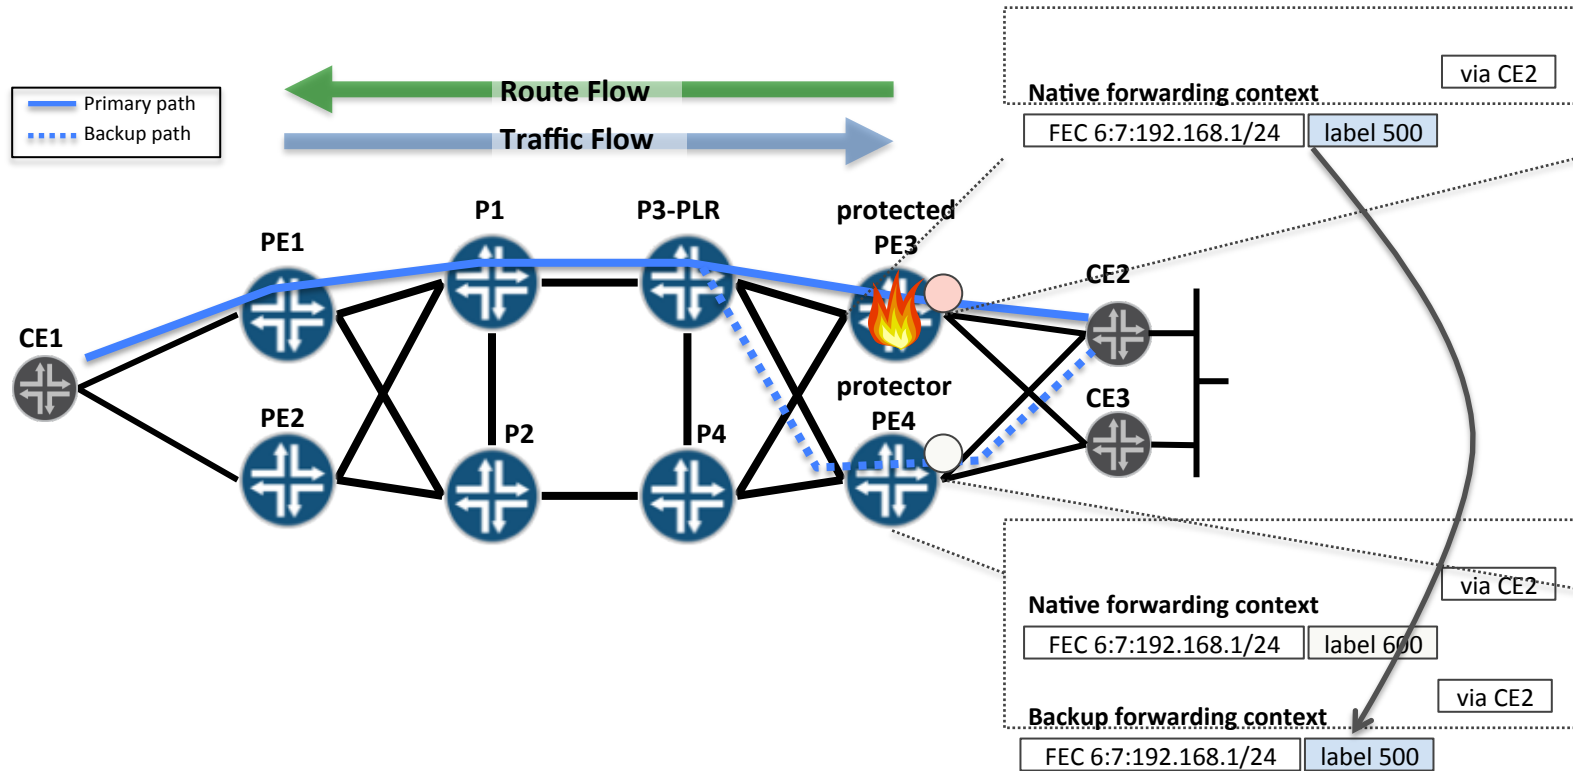 Primary path
Backup path
Route Flow
Traffic Flow
via CE2
Native forwarding context
FEC 6:7:192.168.1/24
label 500
P1
P3-PLR
protected
PE3
PE1
CE2
CE1
protector
PE4
CE3
PE2
P2
P4
via CE2
Native forwarding context
FEC 6:7:192.168.1/24
label 600
via CE2
Backup forwarding context
FEC 6:7:192.168.1/24
label 500